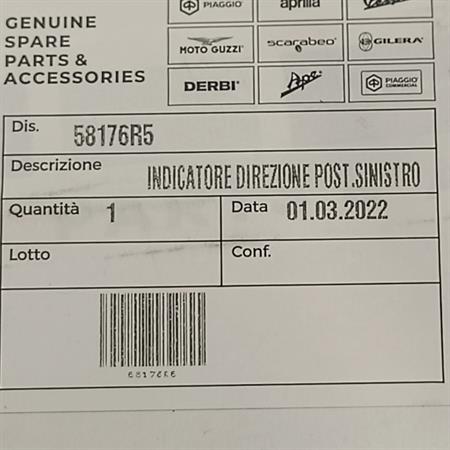 GENUINE
SPARE
PARTS &
ACCESSORIES
PIAGGIO
aprilia
Vespa
MOTO GUZZI
scarabeo
GILERA
DERBI
Ape
PIAGGIO
COMMERCIAL
Dis. 58176R5
Descrizione INDICATORE DIREZIONE POST.SINISTRO
Quantità 1 Data 01.03.2022
Lotto Conf.